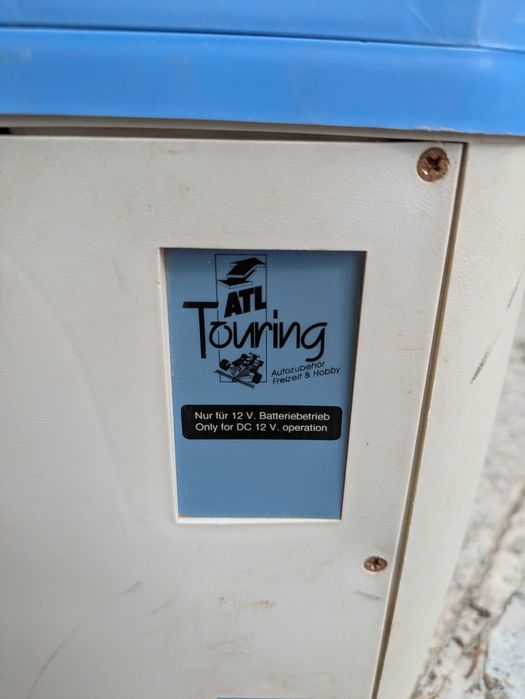 ATL
Touring
Autozubehör
Freizeit & Hobby
Nur für 12 V. Batteriebetrieb
Only for DC 12 V. operation